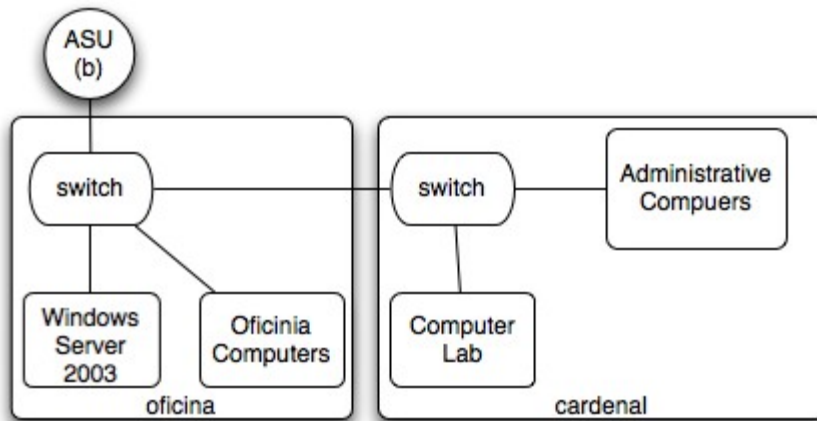 ASU
(b)
switch
Windows
Server
2003
Oficinia
Computers
oficina
switch
Administrative
Compuers
Computer
Lab
cardenal